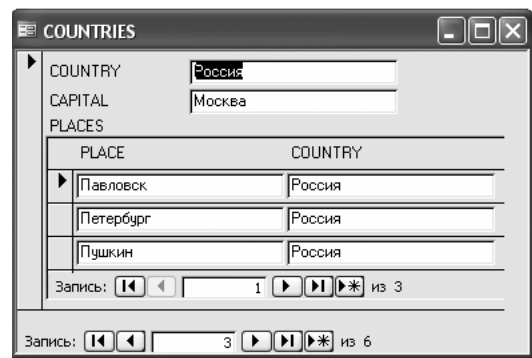 COUNTRIES
COUNTRY Россия
CAPITAL Москва
PLACES
PLACE COUNTRY
Павловск Россия
Петербург Россия
Пушкин Россия
Запись: 1 из 3
Запись: 3 из 6